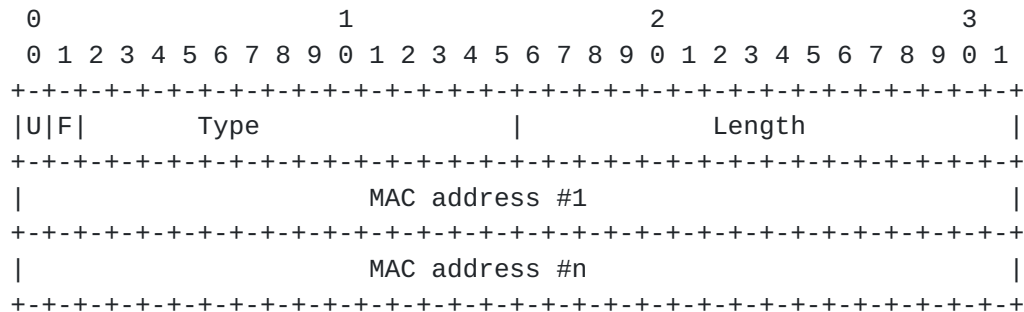 0                   1                   2                   3
 0 1 2 3 4 5 6 7 8 9 0 1 2 3 4 5 6 7 8 9 0 1 2 3 4 5 6 7 8 9 0 1
+-+-+-+-+-+-+-+-+-+-+-+-+-+-+-+-+-+-+-+-+-+-+-+-+-+-+-+-+-+-+-+-+
|U|F|       Type                |            Length             |
+-+-+-+-+-+-+-+-+-+-+-+-+-+-+-+-+-+-+-+-+-+-+-+-+-+-+-+-+-+-+-+-+
|                      MAC address #1                           |
+-+-+-+-+-+-+-+-+-+-+-+-+-+-+-+-+-+-+-+-+-+-+-+-+-+-+-+-+-+-+-+-+
|                      MAC address #n                           |
+-+-+-+-+-+-+-+-+-+-+-+-+-+-+-+-+-+-+-+-+-+-+-+-+-+-+-+-+-+-+-+-+